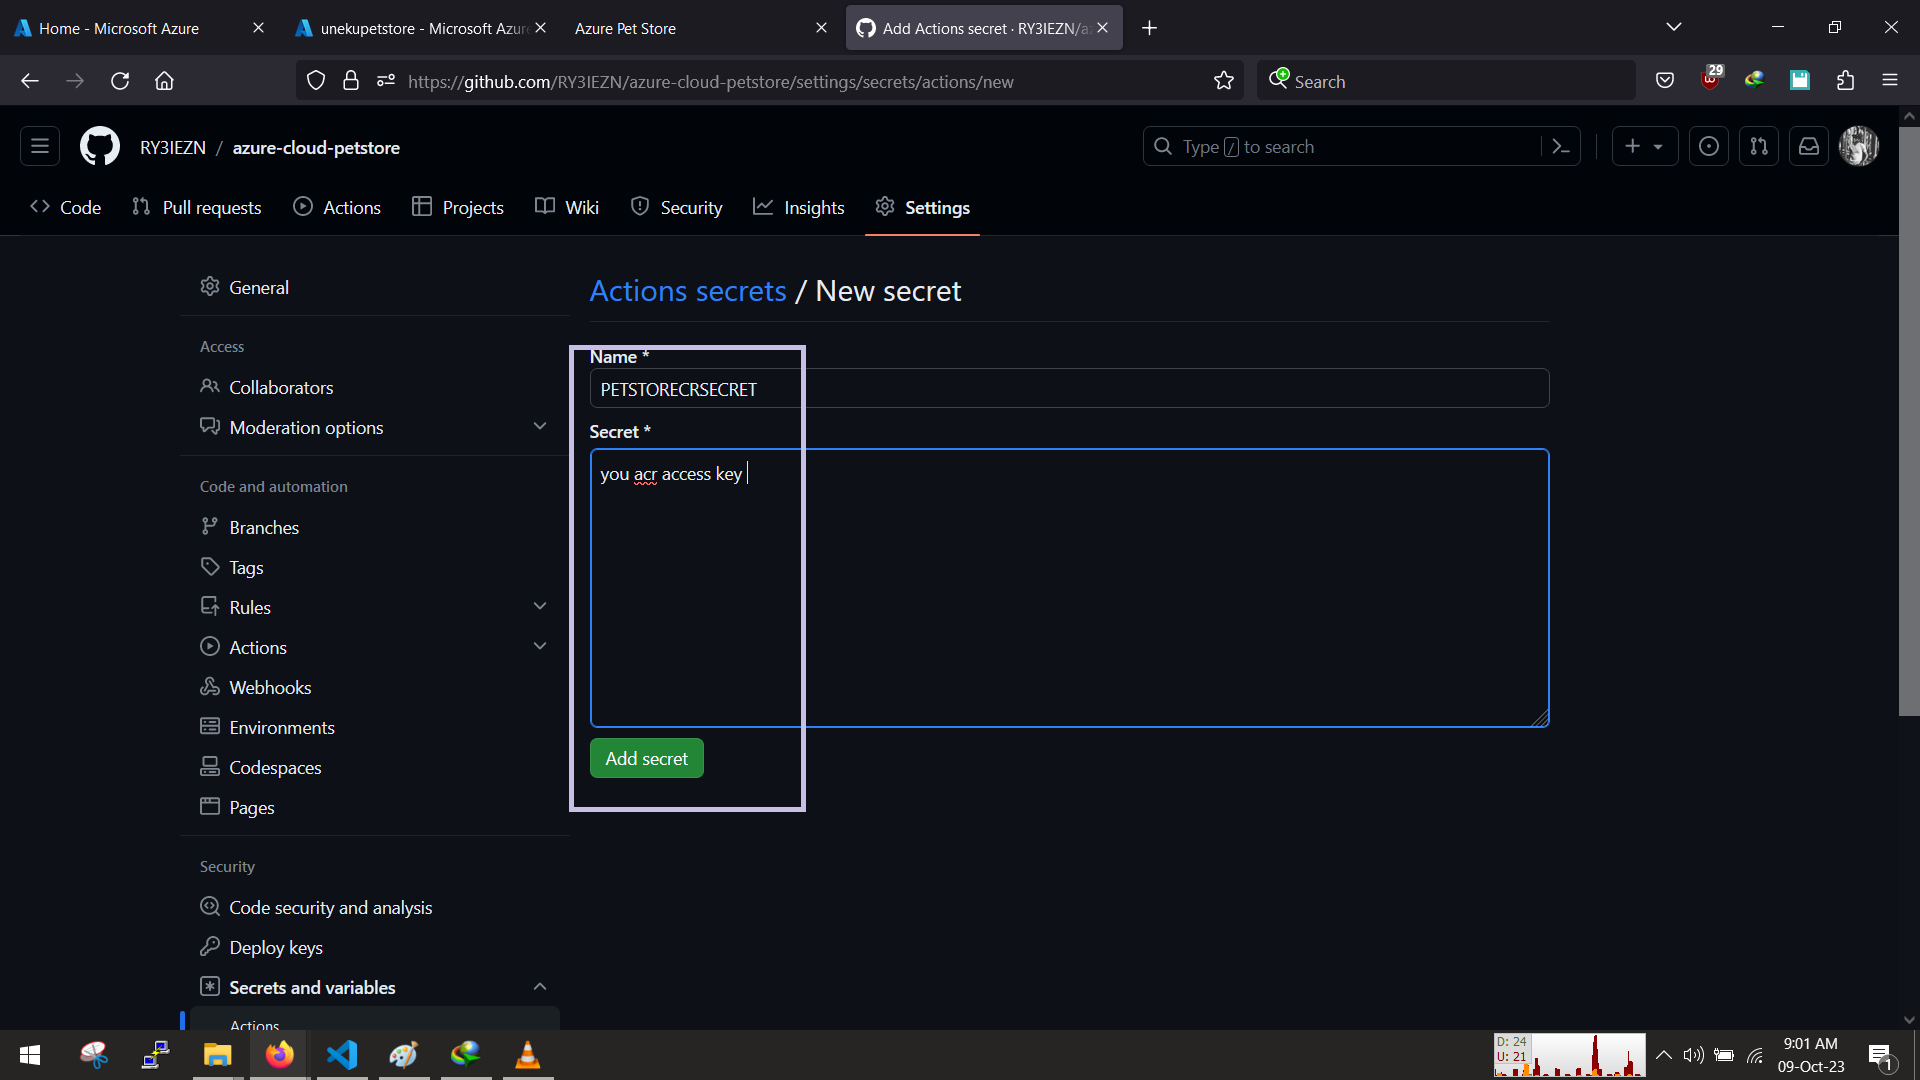 Home - Microsoft Azure
unekupetstore - Microsoft Azure
Azure Pet Store
Add Actions secret · RY3IEZN/az
https://github.com/RY3IEZN/azure-cloud-petstore/settings/secrets/actions/new
Search
29
RY3IEZN / azure-cloud-petstore
Type / to search
Code
Pull requests
Actions
Projects
Wiki
Security
Insights
Settings
General
Access
Collaborators
Moderation options
Code and automation
Branches
Tags
Rules
Actions
Webhooks
Environments
Codespaces
Pages
Security
Code security and analysis
Deploy keys
Secrets and variables
Actions
Actions secrets / New secret
Name *
PETSTORECRSECRET
Secret *
you acr access key
Add secret
D: 24
U: 21
9:01 AM
09-Oct-23
1